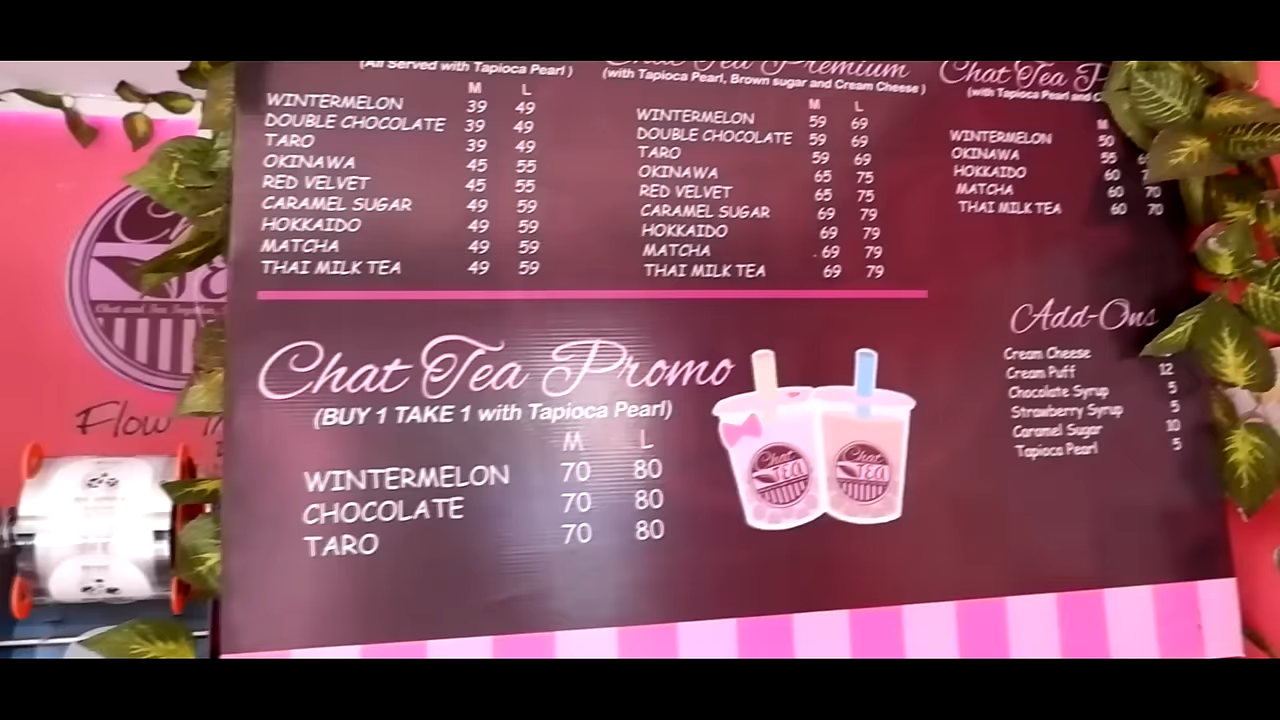 (All Served with Tapioca Pearl)
M L
WINTERMELON 39 49
DOUBLE CHOCOLATE 39 49
TARO 39 49
OKINAWA 45 55
RED VELVET 45 55
CARAMEL SUGAR 49 59
HOKKAIDO 49 59
MATCHA 49 59
THAI MILK TEA 49 59
Chat Tea Premium
(with Tapioca Pearl, Brown sugar and Cream Cheese)
M L
WINTERMELON 59 69
DOUBLE CHOCOLATE 59 69
TARO 59 69
OKINAWA 65 75
RED VELVET 65 75
CARAMEL SUGAR 69 79
HOKKAIDO 69 79
MATCHA 69 79
THAI MILK TEA 69 79
Chat Tea
(with Tapioca Pearl and
M
WINTERMELON 50
OKINAWA 55
HOKKAIDO 60
MATCHA 60 70
THAI MILK TEA 60 70
Chat Tea Promo
(BUY 1 TAKE 1 with Tapioca Pearl)
M L
WINTERMELON 70 80
CHOCOLATE 70 80
TARO 70 80
Chat
TEA
Chat
TEA
Add-Ons
Cream Cheese
Cream Puff 12
Chocolate Syrup 5
Strawberry Syrup 5
Caramel Sugar 10
Tapioca Pearl 5
Chat and Tea
Flow